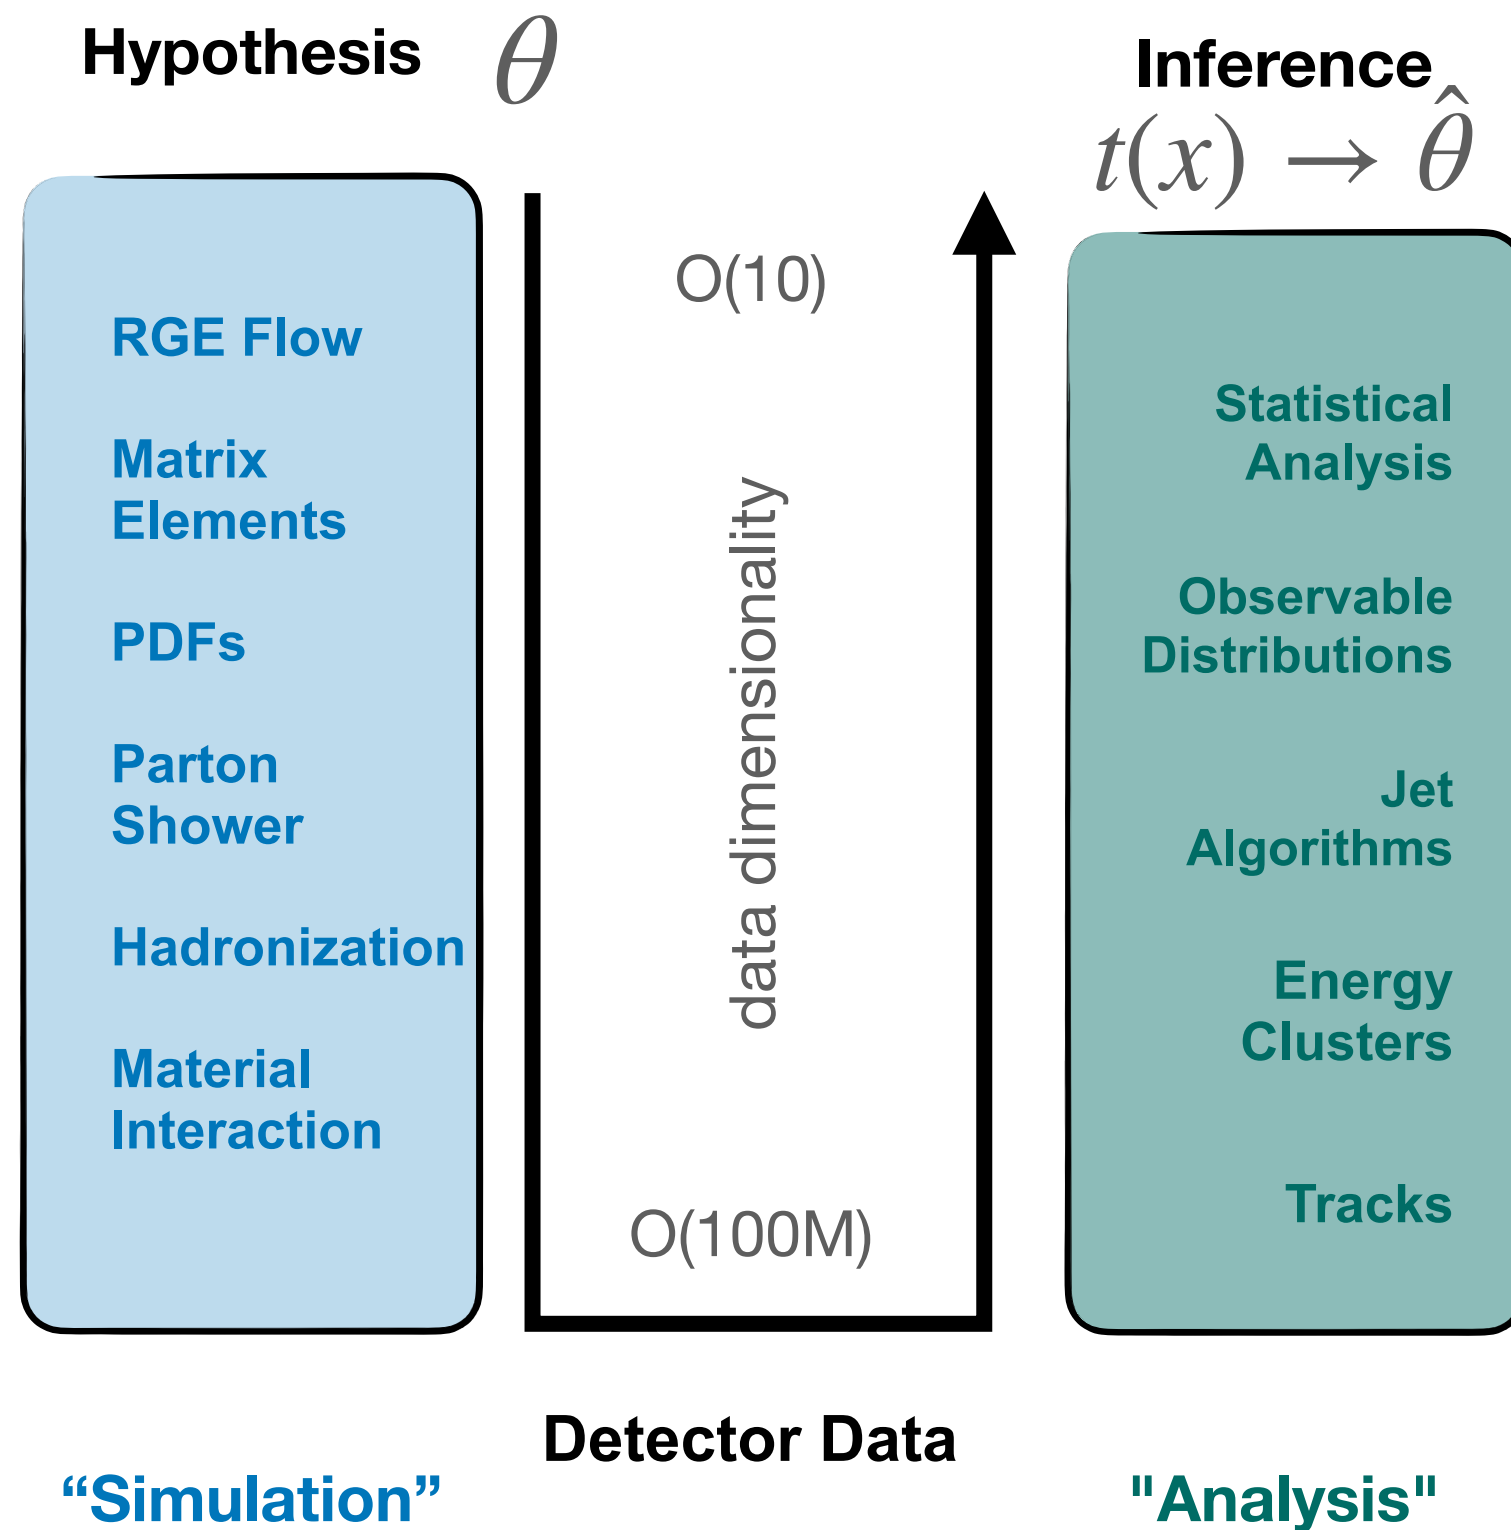 Hypothesis θ
RGE Flow
Matrix
Elements
PDFs
Parton
Shower
Hadronization
Material
Interaction
“Simulation”
O(10)
data dimensionality
O(100M)
Detector Data
Inference
t(x) → θ̂
Statistical
Analysis
Observable
Distributions
Jet
Algorithms
Energy
Clusters
Tracks
"Analysis"